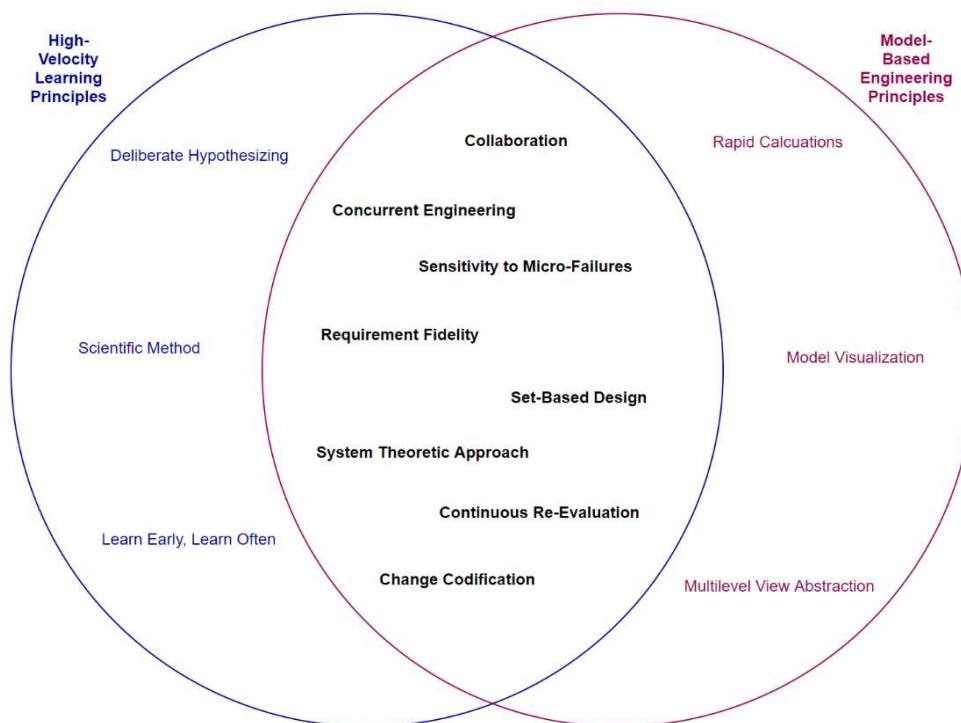 High-
Velocity
Learning
Principles
Model-
Based
Engineering
Principles
Collaboration
Rapid Calcuations
Deliberate Hypothesizing
Concurrent Engineering
Sensitivity to Micro-Failures
Requirement Fidelity
Scientific Method
Model Visualization
Set-Based Design
System Theoretic Approach
Continuous Re-Evaluation
Learn Early, Learn Often
Change Codification
Multilevel View Abstraction